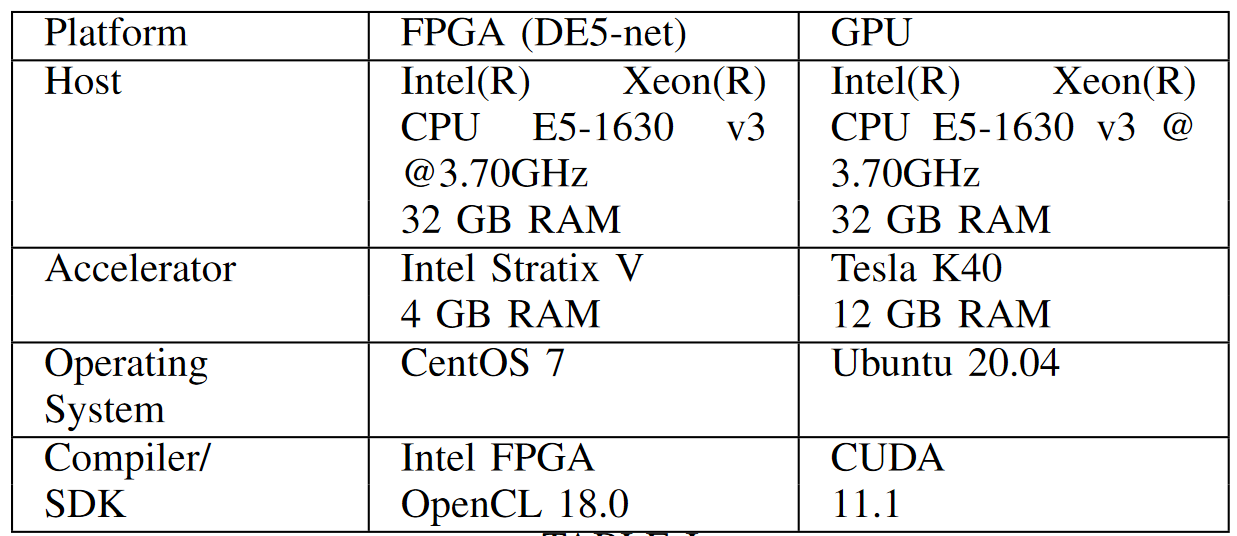 Platform FPGA (DE5-net) GPU
Host Intel(R) Xeon(R) Intel(R) Xeon(R)
CPU E5-1630 v3 CPU E5-1630 v3 @
@3.70GHz 3.70GHz
32 GB RAM 32 GB RAM
Accelerator Intel Stratix V Tesla K40
4 GB RAM 12 GB RAM
Operating CentOS 7 Ubuntu 20.04
System
Compiler/ Intel FPGA CUDA
SDK OpenCL 18.0 11.1